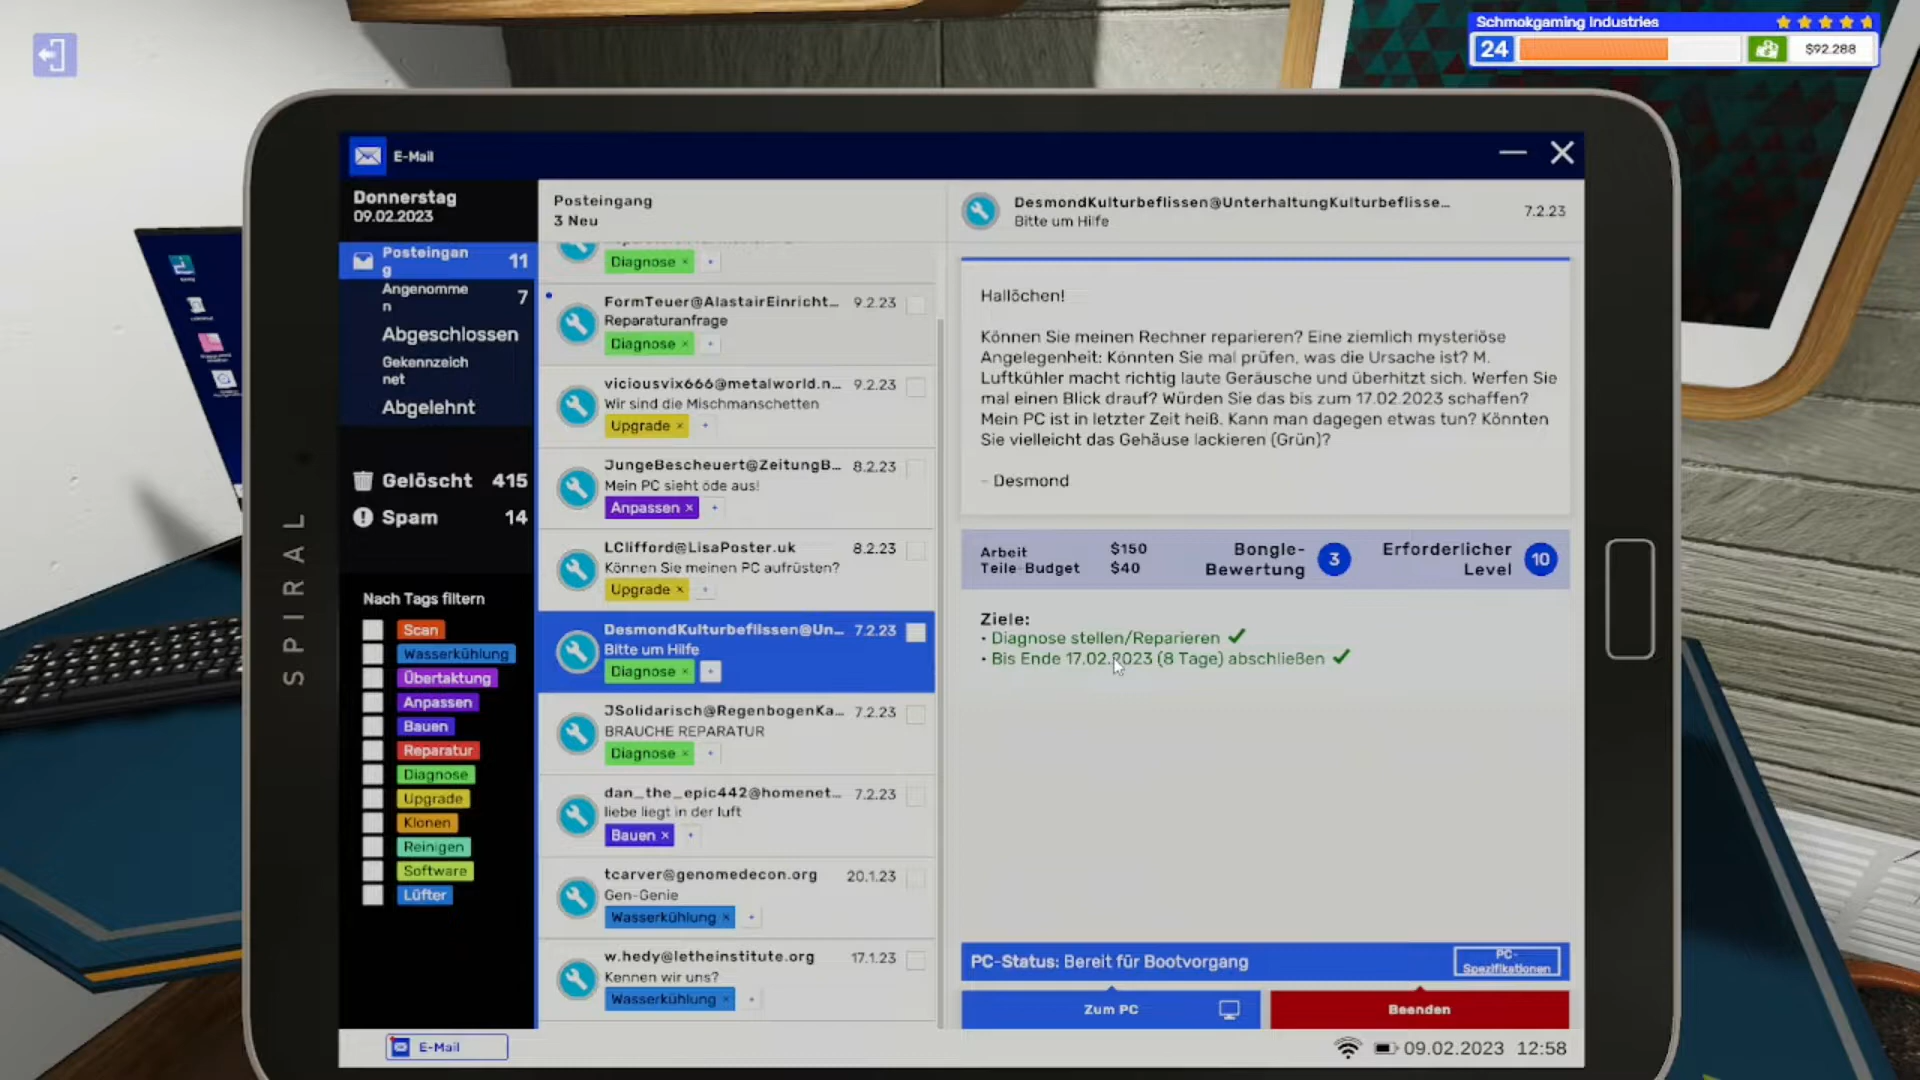 Schmokgaming Industries
24
$92.288
E-Mail
Donnerstag
09.02.2023
Posteingan
g
11
Angenomme
n
7
Abgeschlossen
Gekennzeich
net
Abgelehnt
Gelöscht 415
Spam 14
Nach Tags filtern
Scan
Wasserkühlung
Übertaktung
Anpassen
Bauen
Reparatur
Diagnose
Upgrade
Klonen
Reinigen
Software
Lüfter
Posteingang
3 Neu
Diagnose × +
FormTeuer@AlastairEinricht... 9.2.23
Reparaturanfrage
Diagnose × +
viciousvix666@metalworld.n... 9.2.23
Wir sind die Mischmanschetten
Upgrade × +
JungeBescheuert@ZeitungB... 8.2.23
Mein PC sieht öde aus!
Anpassen × +
LClifford@LisaPoster.uk 8.2.23
Können Sie meinen PC aufrüsten?
Upgrade × +
DesmondKulturbeflissen@Un... 7.2.23
Bitte um Hilfe
Diagnose × +
JSolidarisch@RegenbogenKa... 7.2.23
BRAUCHE REPARATUR
Diagnose × +
dan_the_epic442@homenet... 7.2.23
liebe liegt in der luft
Bauen × +
tcarver@genomedecon.org 20.1.23
Gen-Genie
Wasserkühlung × +
w.hedy@letheinstitute.org 17.1.23
Kennen wir uns?
Wasserkühlung × +
DesmondKulturbeflissen@UnterhaltungKulturbeflisse... 7.2.23
Bitte um Hilfe
Hallöchen!
Können Sie meinen Rechner reparieren? Eine ziemlich mysteriöse
Angelegenheit: Könnten Sie mal prüfen, was die Ursache ist? M.
Luftkühler macht richtig laute Geräusche und überhitzt sich. Werfen Sie
mal einen Blick drauf? Würden Sie das bis zum 17.02.2023 schaffen?
Mein PC ist in letzter Zeit heiß. Kann man dagegen etwas tun? Könnten
Sie vielleicht das Gehäuse lackieren (Grün)?
- Desmond
Arbeit $150
Teile-Budget $40
Bongle-
Bewertung
3
Erforderlicher
Level
10
Ziele:
• Diagnose stellen/Reparieren ✓
• Bis Ende 17.02.2023 (8 Tage) abschließen ✓
PC-Status: Bereit für Bootvorgang
PC-
Spezifikationen
Zum PC
Beenden
E-Mail
09.02.2023 12:58
SPIRAL